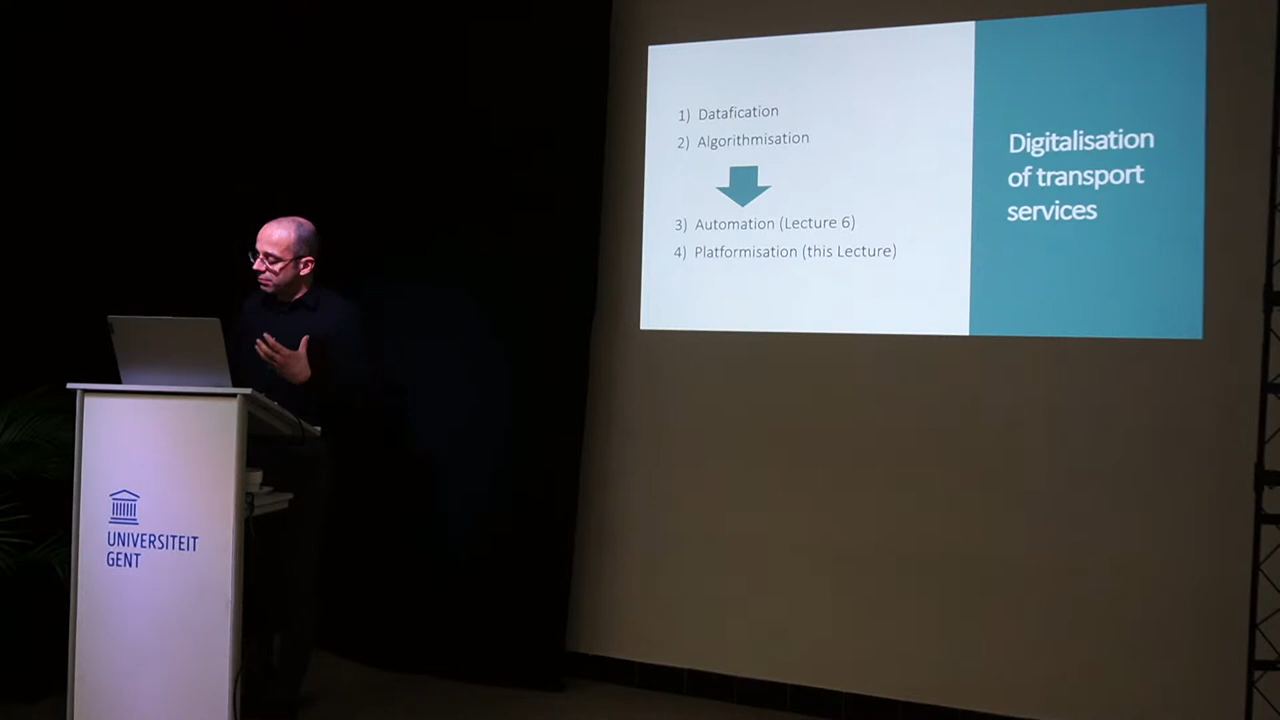 1) Datafication
2) Algorithmisation
3) Automation (Lecture 6)
4) Platformisation (this Lecture)
Digitalisation
of transport
services
UNIVERSITEIT
GENT